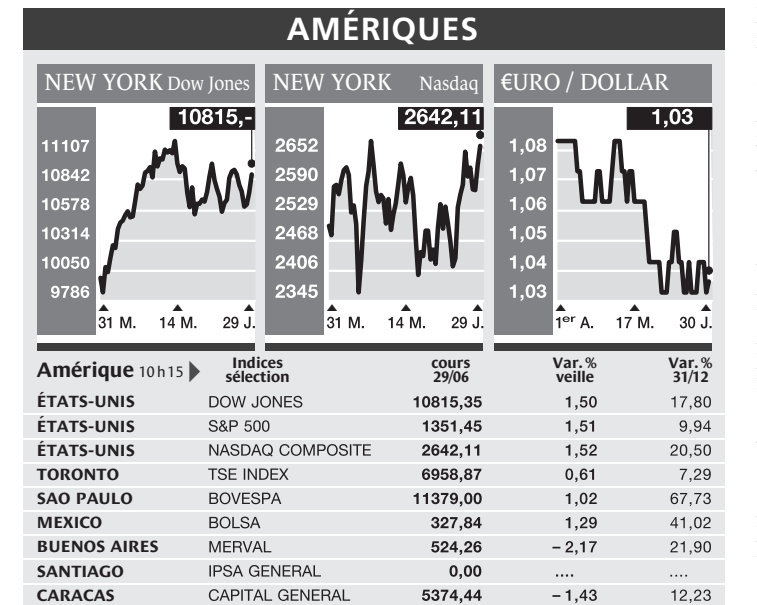 AMÉRIQUES
NEW YORK Dow Jones
10815,-
11107
10842
10578
10314
10050
9786
31 M. 14 M. 29 J.
NEW YORK Nasdaq
2642,11
2652
2590
2529
2468
2406
2345
31 M. 14 M. 29 J.
€URO / DOLLAR
1,03
1,08
1,07
1,06
1,05
1,04
1,03
1er A. 17 M. 30 J.
Amérique 10h15 Indices sélection cours 29/06 Var. % veille Var. % 31/12
ÉTATS-UNIS DOW JONES 10815,35 1,50 17,80
ÉTATS-UNIS S&P 500 1351,45 1,51 9,94
ÉTATS-UNIS NASDAQ COMPOSITE 2642,11 1,52 20,50
TORONTO TSE INDEX 6958,87 0,61 7,29
SAO PAULO BOVESPA 11379,00 1,02 67,73
MEXICO BOLSA 327,84 1,29 41,02
BUENOS AIRES MERVAL 524,26 – 2,17 21,90
SANTIAGO IPSA GENERAL 0,00 .... ....
CARACAS CAPITAL GENERAL 5374,44 – 1,43 12,23